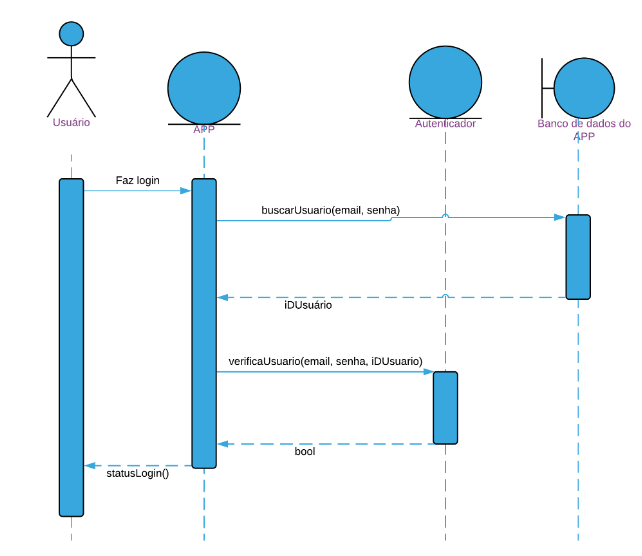 Usuário
APP
Autenticador
Banco de dados do
APP
Faz login
buscarUsuario(email, senha)
iDUsuário
verificaUsuario(email, senha, iDUsuario)
bool
statusLogin()